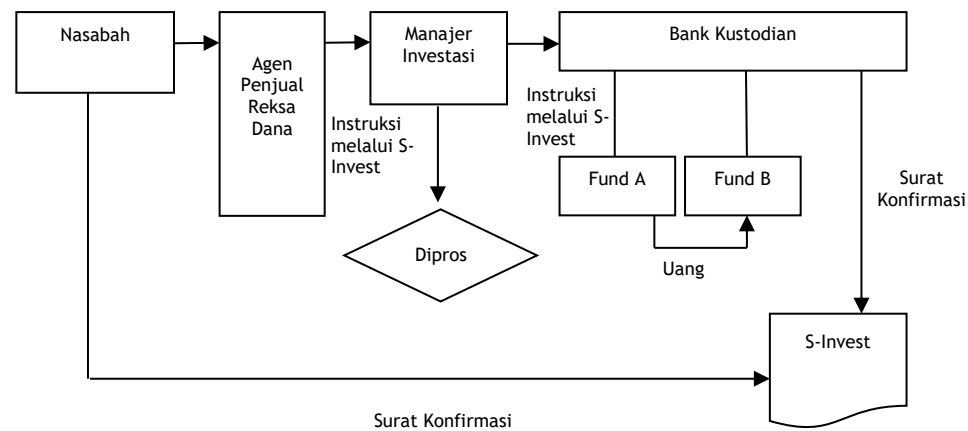 Nasabah
Agen
Penjual
Reksa
Dana
Instruksi
melalui S-
Invest
Manajer
Investasi
Dipros
Instruksi
melalui S-
Invest
Bank Kustodian
Fund A
Fund B
Uang
Surat
Konfirmasi
S-Invest
Surat Konfirmasi